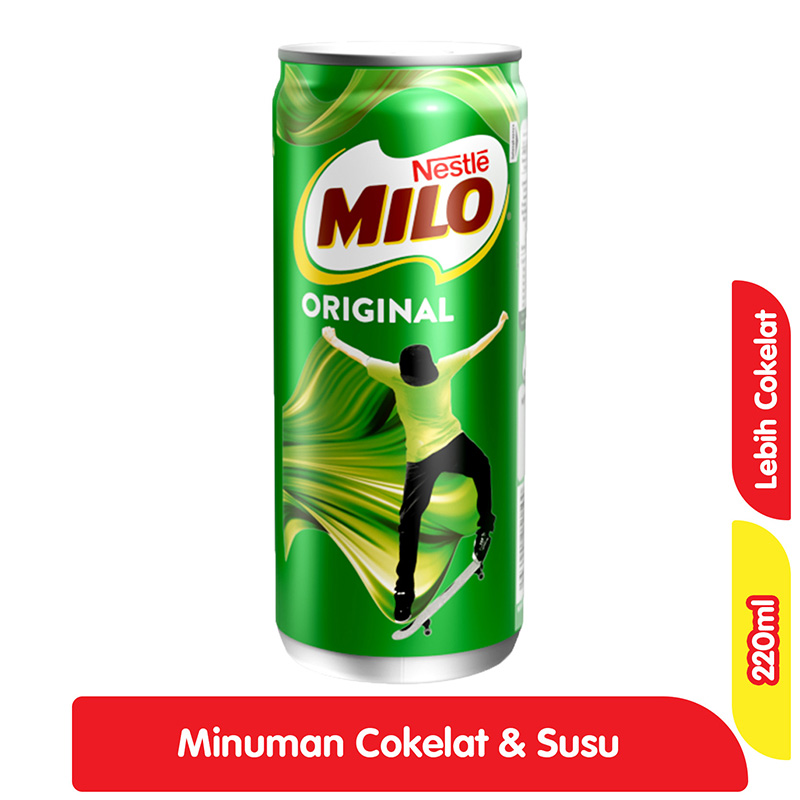 Nestlé
MILO
ORIGINAL
Lebih Cokelat
220ml
Minuman Cokelat & Susu